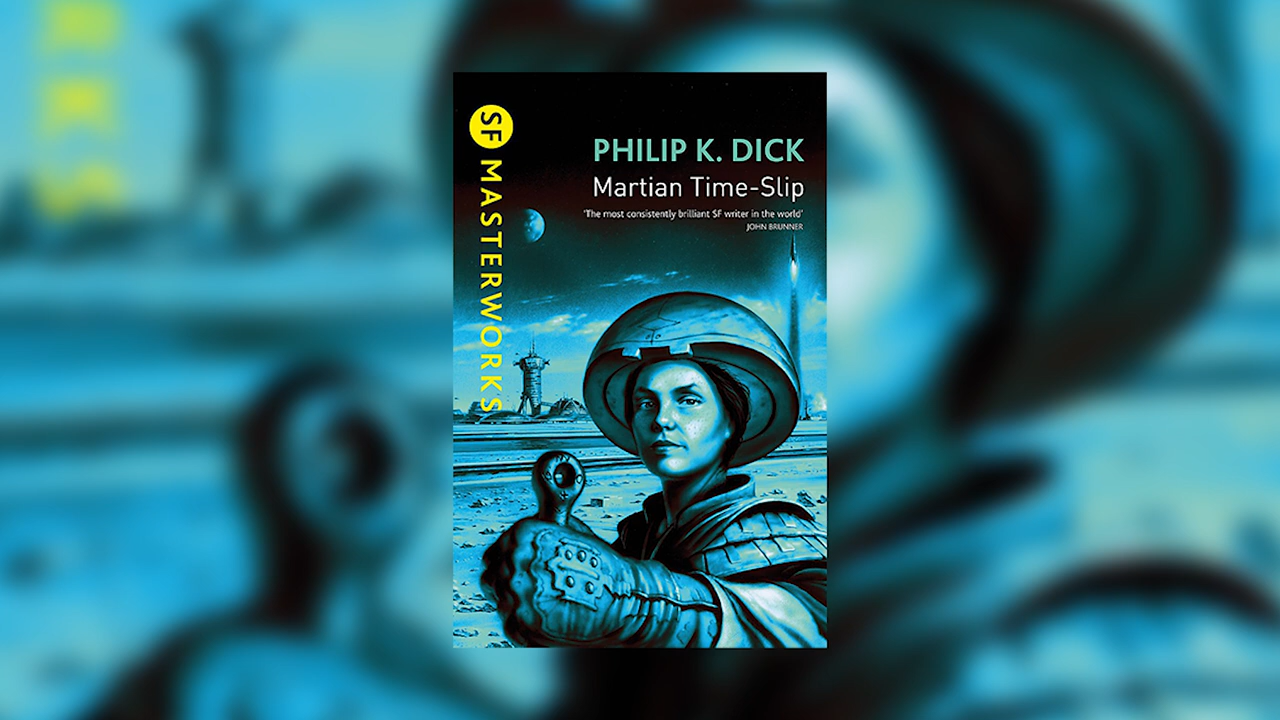 SF MASTERWORKS
PHILIP K. DICK
Martian Time-Slip
'The most consistently brilliant SF writer in the world'
JOHN BRUNNER